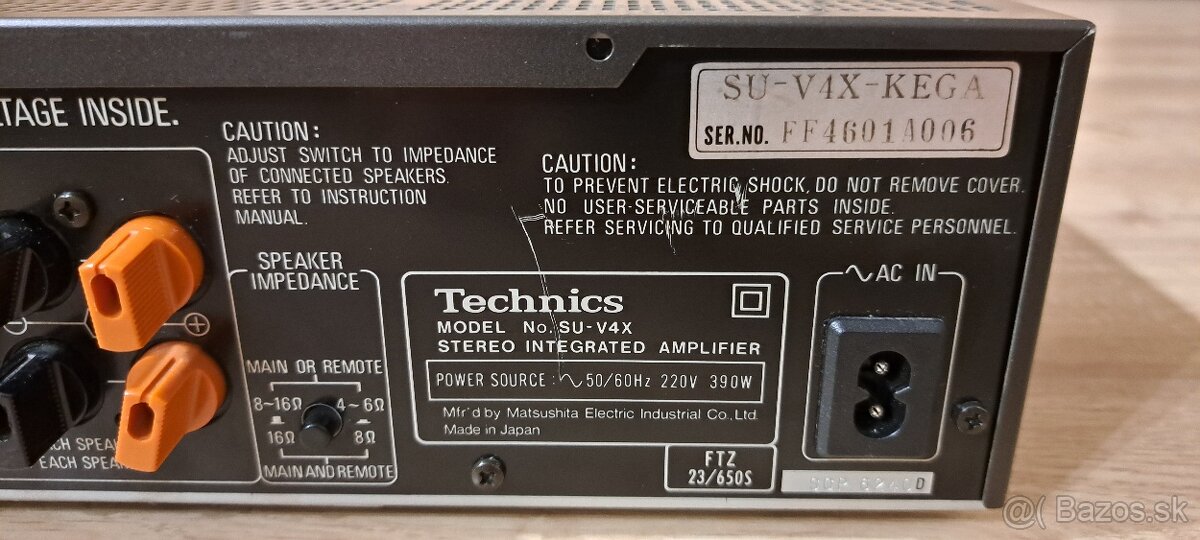 SU-V4X-KEGA
SER.NO. FF4601A006
TAGE INSIDE.
CAUTION:
ADJUST SWITCH TO IMPEDANCE
OF CONNECTED SPEAKERS.
REFER TO INSTRUCTION
MANUAL.
CAUTION:
TO PREVENT ELECTRIC SHOCK, DO NOT REMOVE COVER.
NO USER-SERVICEABLE PARTS INSIDE.
REFER SERVICING TO QUALIFIED SERVICE PERSONNEL.
SPEAKER
IMPEDANCE
MAIN OR REMOTE
8~16Ω 4~6Ω
16Ω 8Ω
MAIN AND REMOTE
EACH SPEA
Technics
MODEL No. SU-V4X
STEREO INTEGRATED AMPLIFIER
POWER SOURCE: ∿50/60Hz 220V 390W
Mfr'd by Matsushita Electric Industrial Co., Ltd.
Made in Japan
FTZ
23/650S
∿ AC IN
@ Bazos.sk